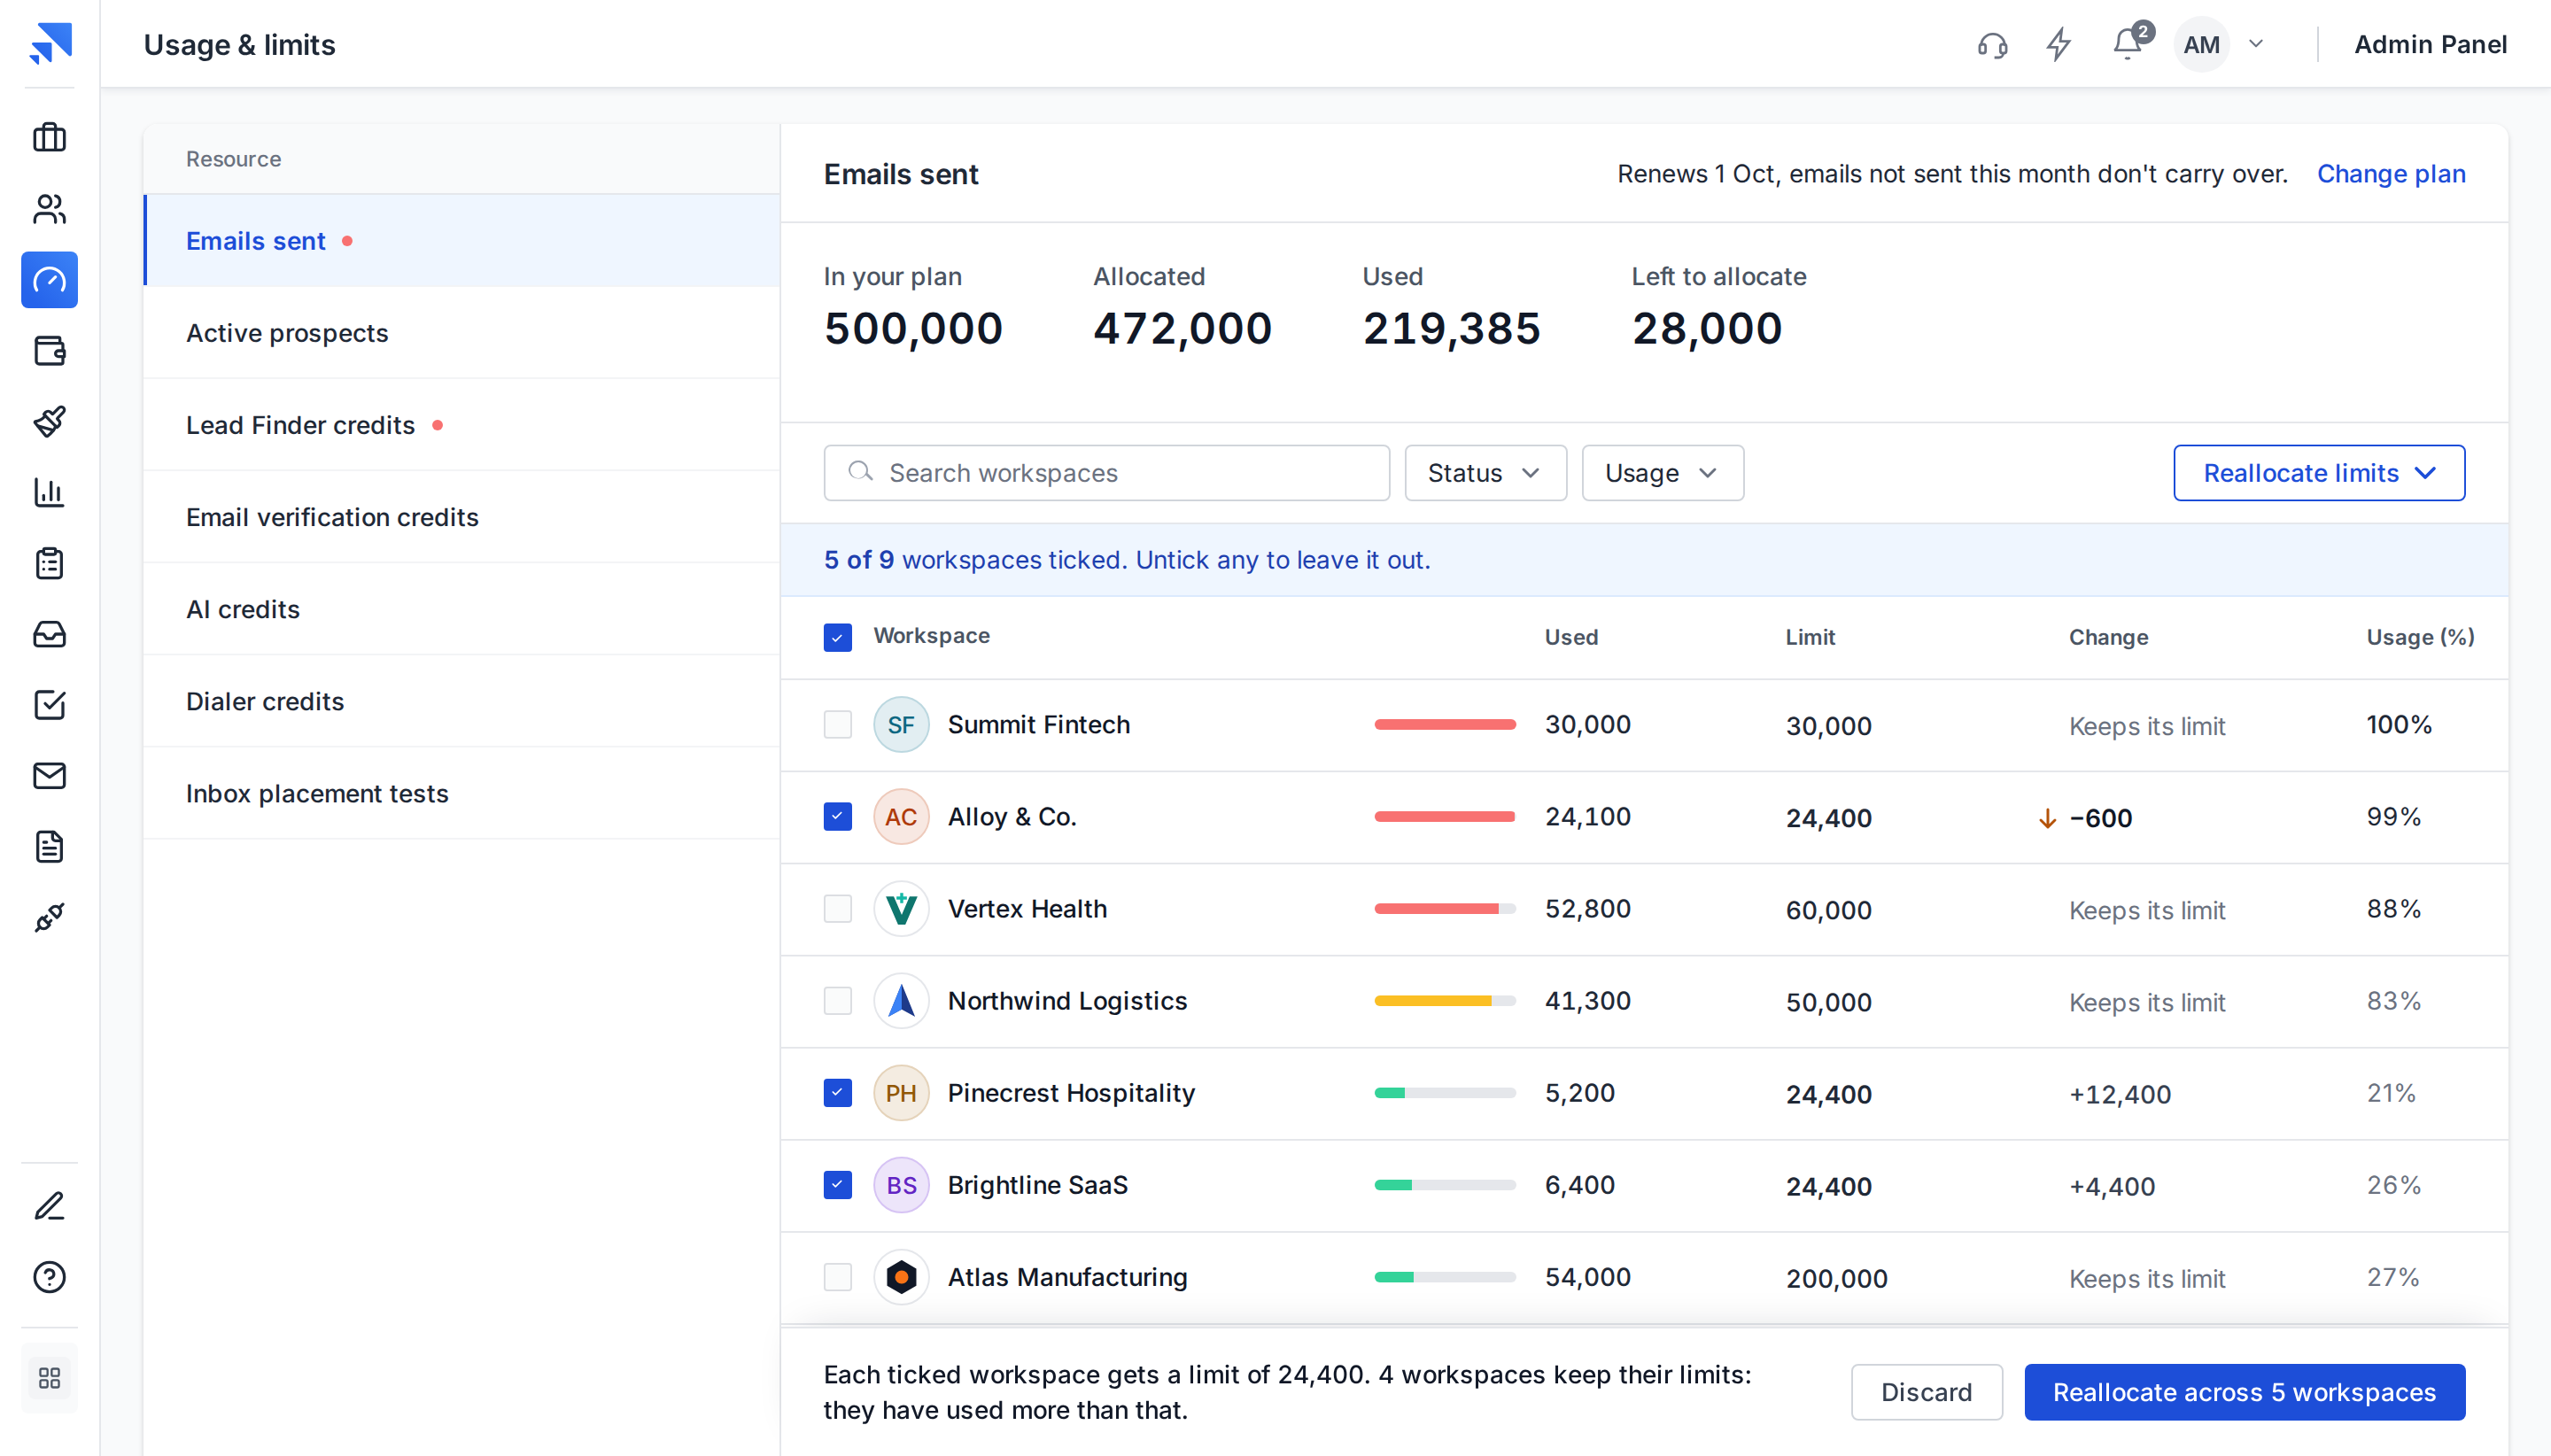 Usage & limits
2
AM
Admin Panel
Resource
Emails sent
Active prospects
Lead Finder credits
Email verification credits
AI credits
Dialer credits
Inbox placement tests
Emails sent
Renews 1 Oct, emails not sent this month don't carry over.
Change plan
In your plan
Allocated
Used
Left to allocate
500,000
472,000
219,385
28,000
Search workspaces
Status
Usage
Reallocate limits
5 of 9 workspaces ticked. Untick any to leave it out.
Workspace
Used
Limit
Change
Usage (%)
SF Summit Fintech 30,000 30,000 Keeps its limit 100%
AC Alloy & Co. 24,100 24,400 −600 99%
Vertex Health 52,800 60,000 Keeps its limit 88%
Northwind Logistics 41,300 50,000 Keeps its limit 83%
PH Pinecrest Hospitality 5,200 24,400 +12,400 21%
BS Brightline SaaS 6,400 24,400 +4,400 26%
Atlas Manufacturing 54,000 200,000 Keeps its limit 27%
Each ticked workspace gets a limit of 24,400. 4 workspaces keep their limits:
they have used more than that.
Discard
Reallocate across 5 workspaces